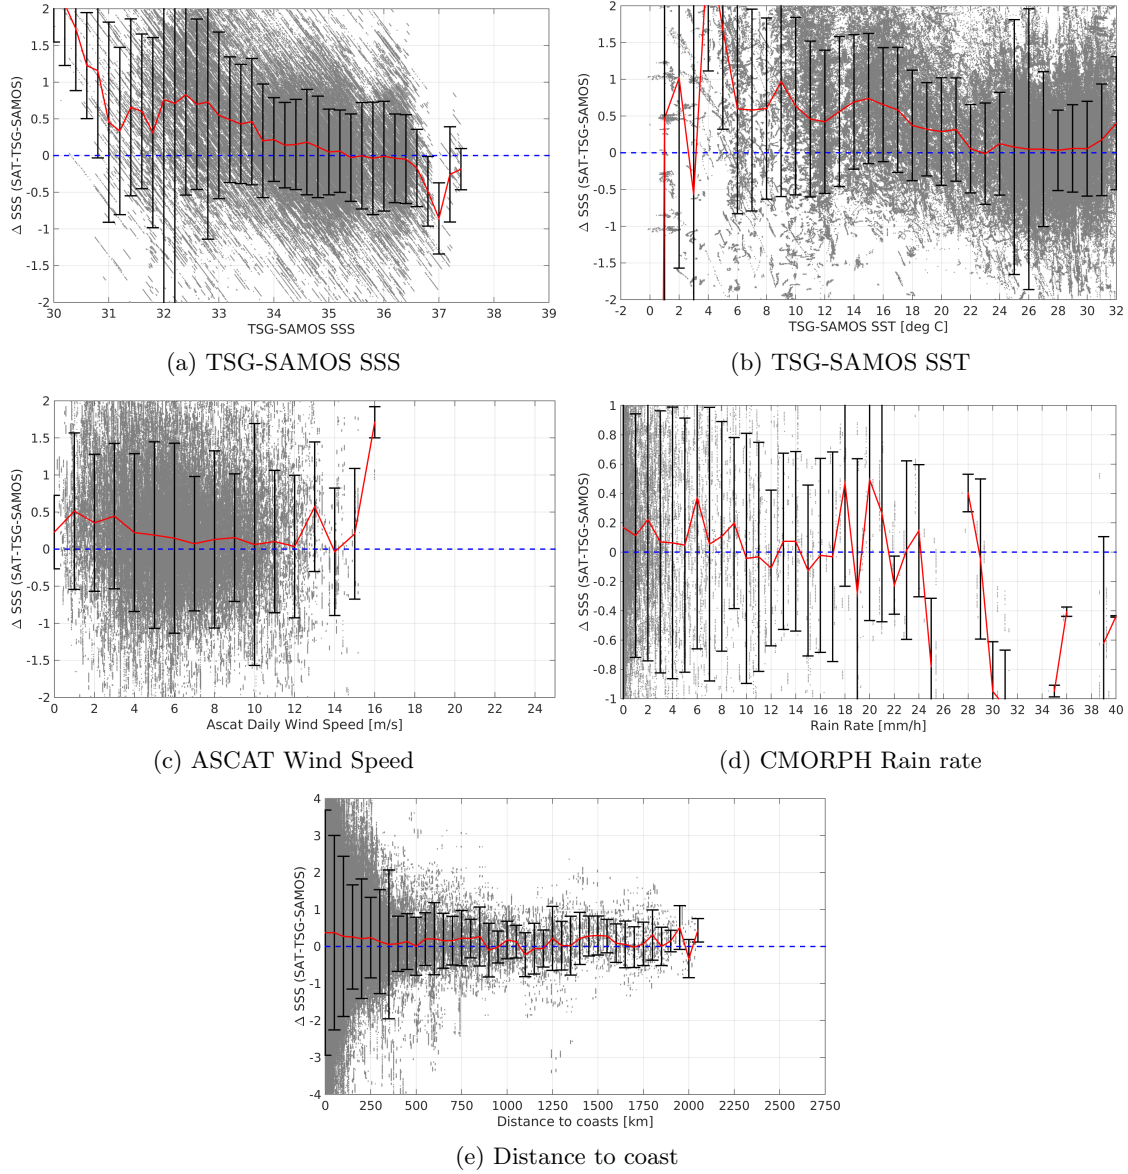 2
1.5
1
0.5
0
-0.5
-1
-1.5
-2
Δ SSS (SAT-TSG-SAMOS)
30 31 32 33 34 35 36 37 38 39
TSG-SAMOS SSS
(a) TSG-SAMOS SSS
2
1.5
1
0.5
0
-0.5
-1
-1.5
-2
Δ SSS (SAT-TSG-SAMOS)
-2 0 2 4 6 8 10 12 14 16 18 20 22 24 26 28 30 32
TSG-SAMOS SST [deg C]
(b) TSG-SAMOS SST
2
1.5
1
0.5
0
-0.5
-1
-1.5
-2
Δ SSS (SAT-TSG-SAMOS)
0 2 4 6 8 10 12 14 16 18 20 22 24
Ascat Daily Wind Speed [m/s]
(c) ASCAT Wind Speed
1
0.8
0.6
0.4
0.2
0
-0.2
-0.4
-0.6
-0.8
-1
Δ SSS (SAT-TSG-SAMOS)
0 2 4 6 8 10 12 14 16 18 20 22 24 26 28 30 32 34 36 38 40
Rain Rate [mm/h]
(d) CMORPH Rain rate
4
3
2
1
0
-1
-2
-3
-4
Δ SSS (SAT-TSG-SAMOS)
0 250 500 750 1000 1250 1500 1750 2000 2250 2500 2750
Distance to coasts [km]
(e) Distance to coast